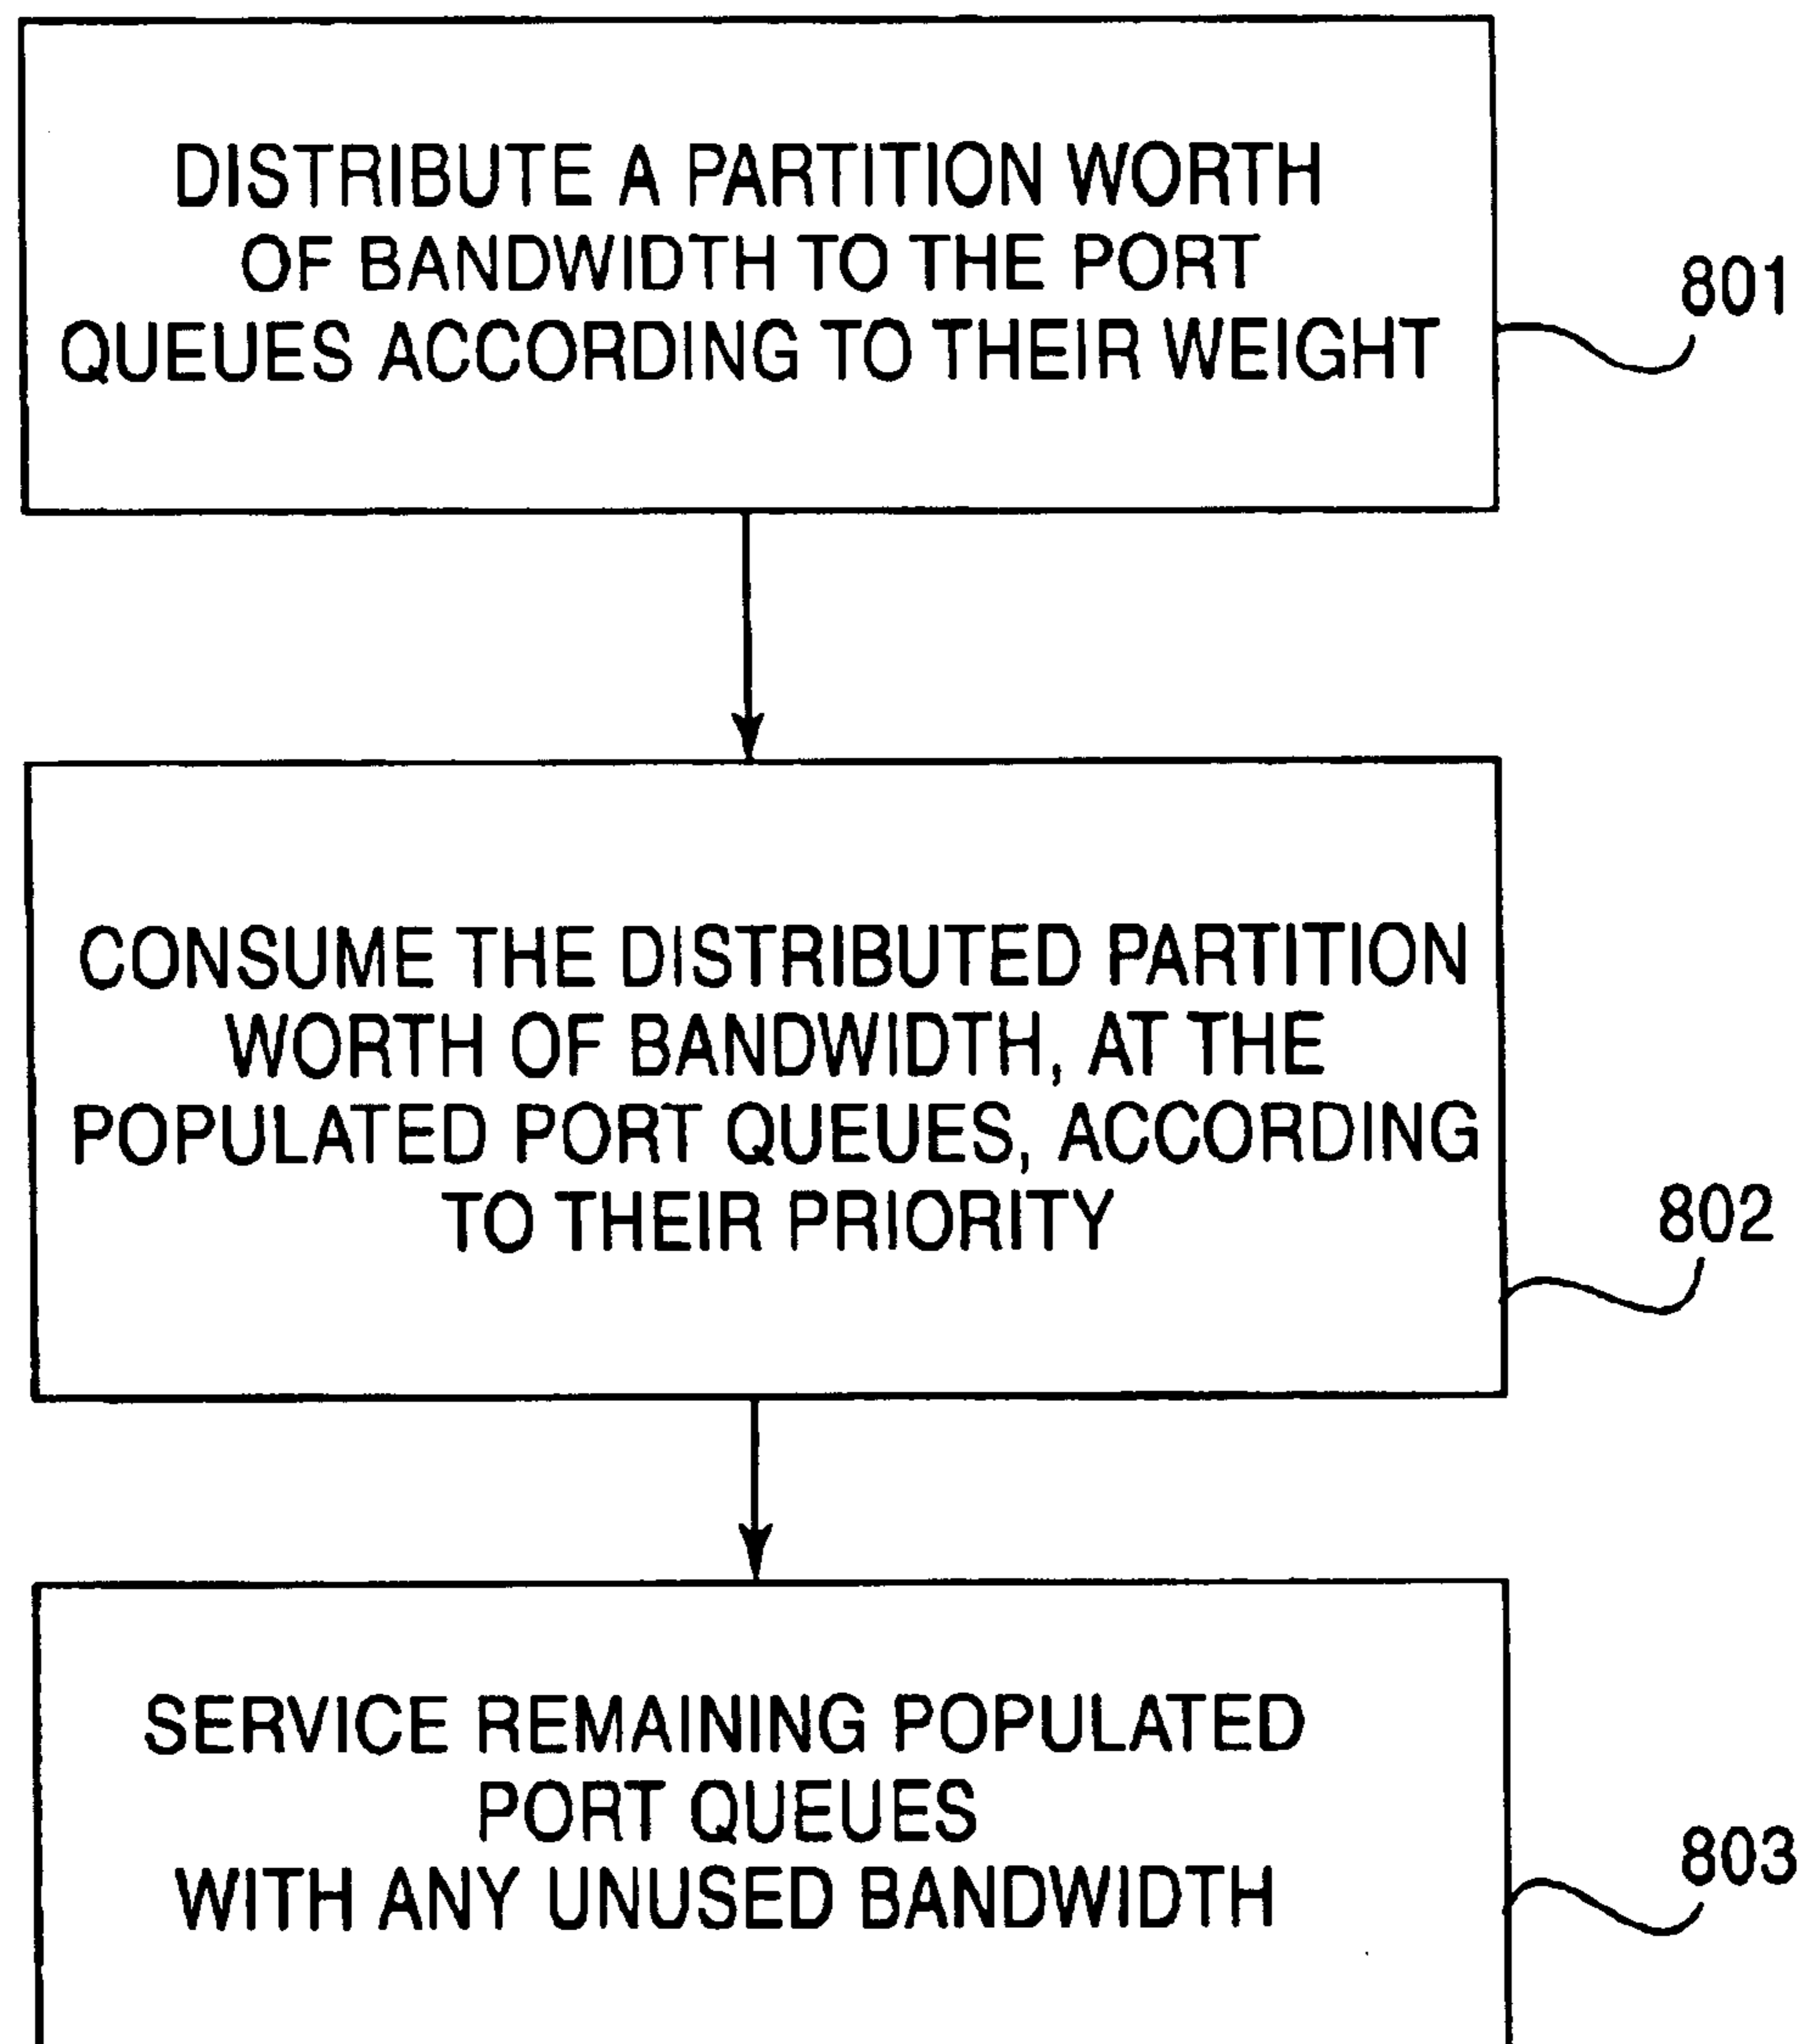 DISTRIBUTE A PARTITION WORTH
OF BANDWIDTH TO THE PORT
QUEUES ACCORDING TO THEIR WEIGHT
801
CONSUME THE DISTRIBUTED PARTITION
WORTH OF BANDWIDTH, AT THE
POPULATED PORT QUEUES, ACCORDING
TO THEIR PRIORITY
802
SERVICE REMAINING POPULATED
PORT QUEUES
WITH ANY UNUSED BANDWIDTH
803